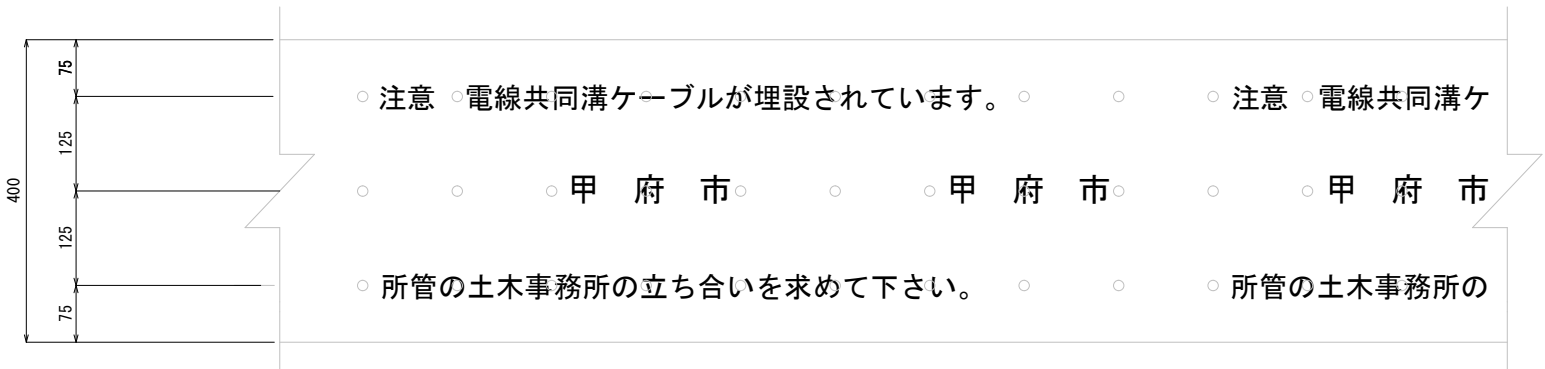 75
125
400
125
75
注意　電線共同溝ケーブルが埋設されています。　注意　電線共同溝ケ
甲　府　市　甲　府　市　甲　府　市
所管の土木事務所の立ち合いを求めて下さい。　所管の土木事務所の